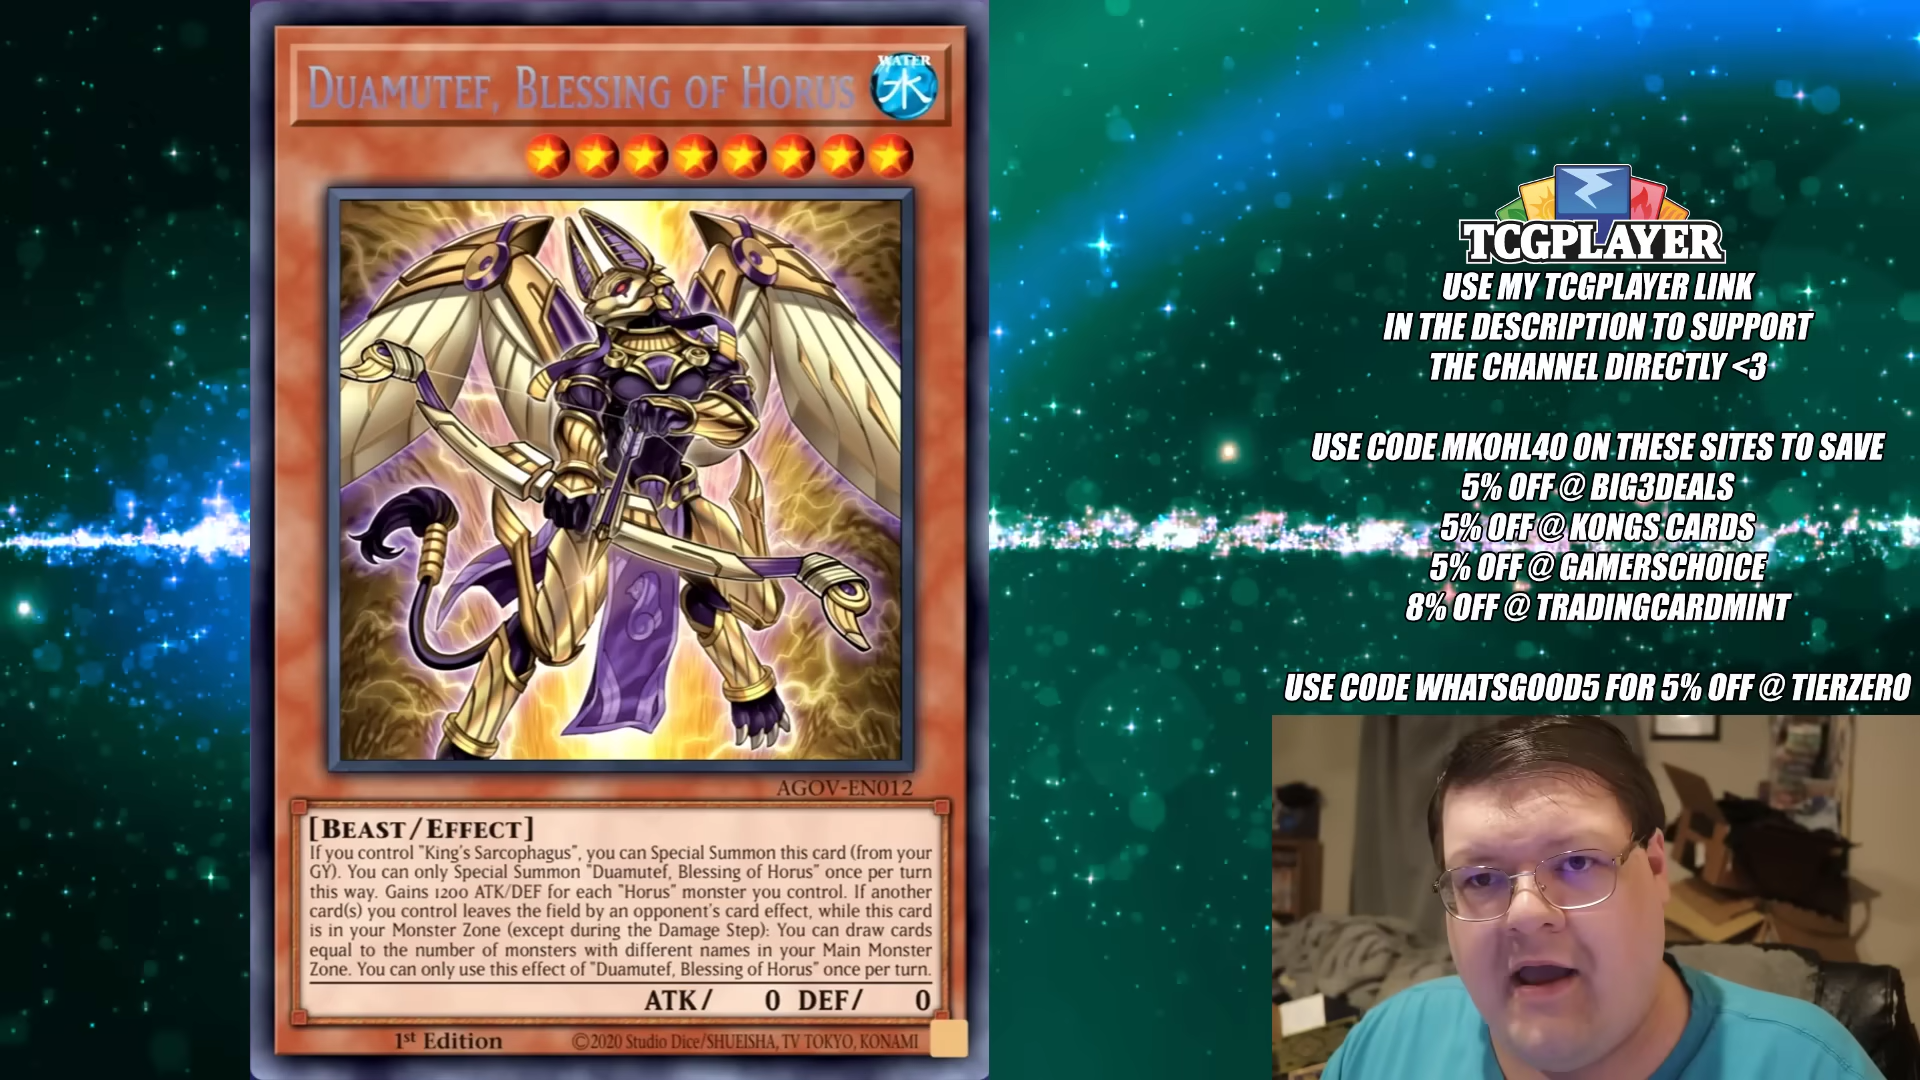 DUAMUTEF, BLESSING OF HORUS
WATER
水
AGOV-EN012
[BEAST/EFFECT]
If you control "King's Sarcophagus", you can Special Summon this card (from your
GY). You can only Special Summon "Duamutef, Blessing of Horus" once per turn
this way. Gains 1200 ATK/DEF for each "Horus" monster you control. If another
card(s) you control leaves the field by an opponent's card effect, while this card
is in your Monster Zone (except during the Damage Step): You can draw cards
equal to the number of monsters with different names in your Main Monster
Zone. You can only use this effect of "Duamutef, Blessing of Horus" once per turn.
ATK/ 0 DEF/ 0
1st Edition
©2020 Studio Dice/SHUEISHA, TV TOKYO, KONAMI
TCGPLAYER
USE MY TCGPLAYER LINK
IN THE DESCRIPTION TO SUPPORT
THE CHANNEL DIRECTLY <3
USE CODE MKOHL40 ON THESE SITES TO SAVE
5% OFF @ BIG3DEALS
5% OFF @ KONGS CARDS
5% OFF @ GAMERSCHOICE
8% OFF @ TRADINGCARDMINT
USE CODE WHATSGOOD5 FOR 5% OFF @ TIERZERO